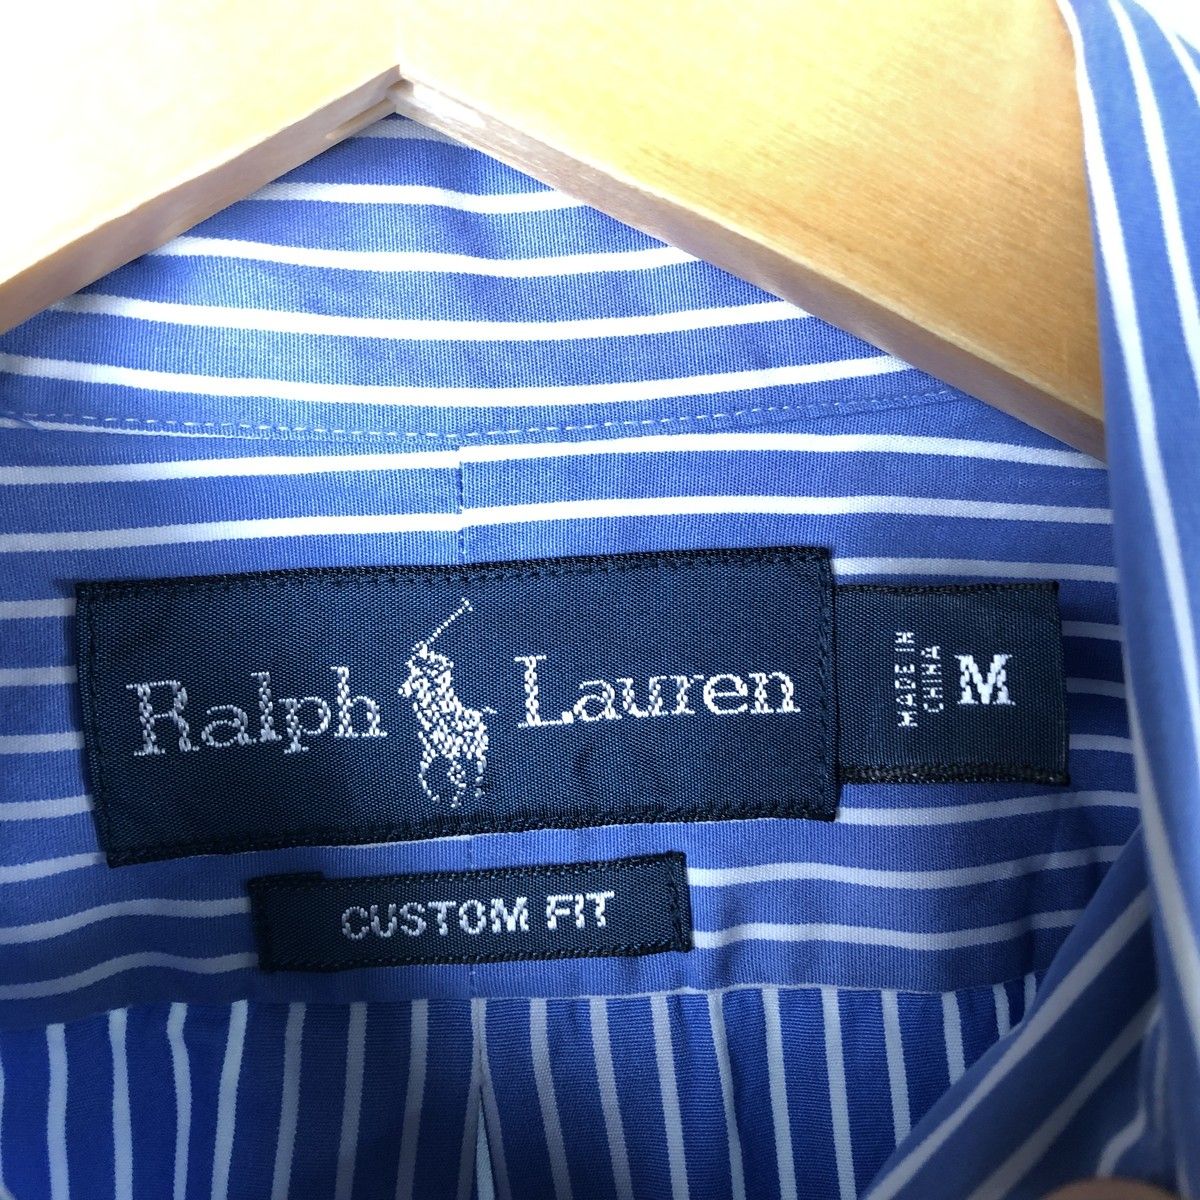 Ralph Lauren
MADE IN
CHINA
M
CUSTOM FIT